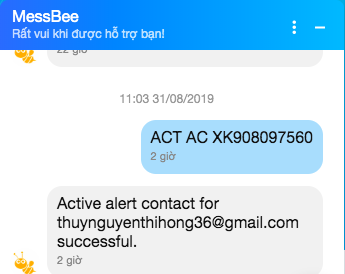 MessBee
Rất vui khi được hỗ trợ bạn!
22 giờ
11:03 31/08/2019
ACT AC XK908097560
2 giờ
Active alert contact for
thuynguyenthihong36@gmail.com
successful.
2 giờ